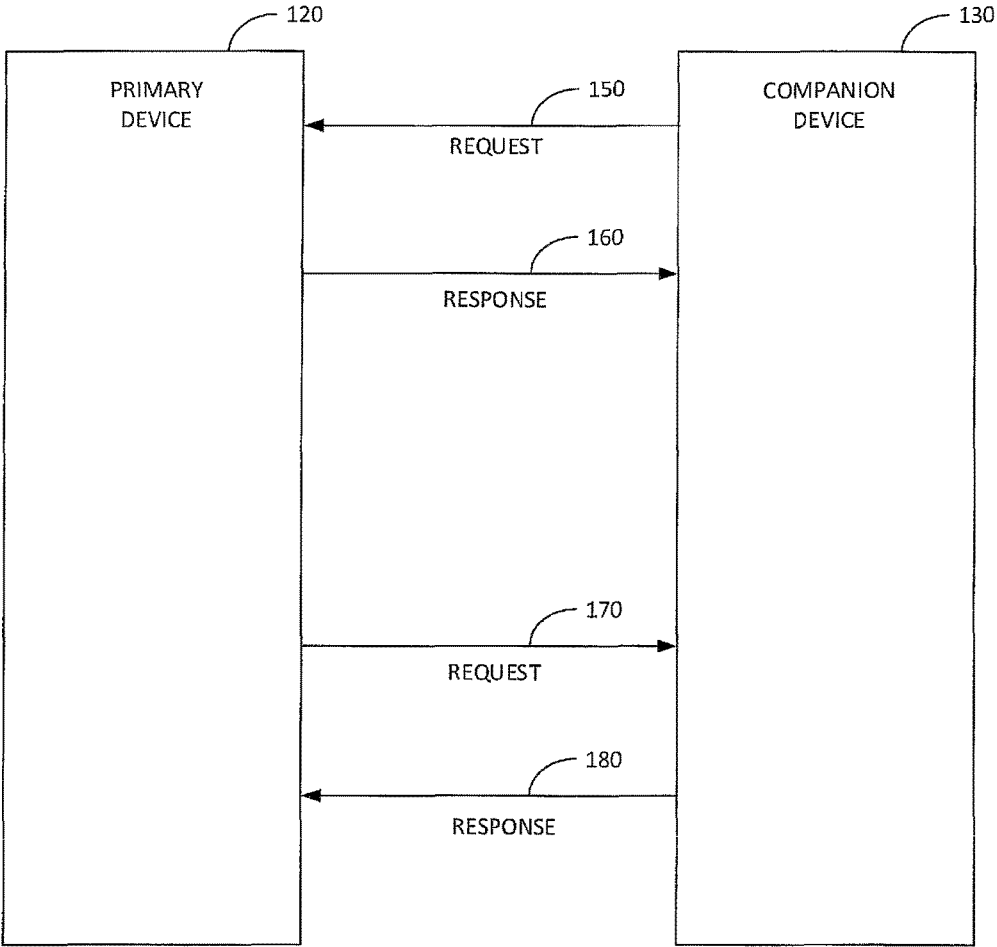 120
130
PRIMARY
DEVICE
COMPANION
DEVICE
150
REQUEST
160
RESPONSE
170
REQUEST
180
RESPONSE